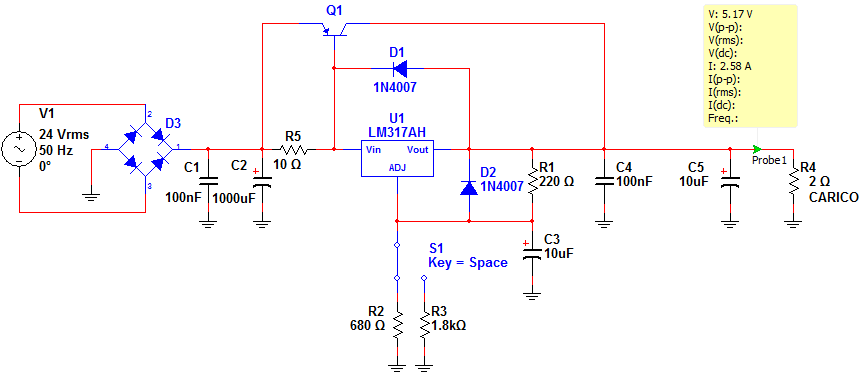 Q1
V: 5.17 V
V(p-p):
V(rms):
V(dc):
I: 2.58 A
I(p-p):
I(rms):
I(dc):
Freq.:
D1
1N4007
V1
24 Vrms
50 Hz
0°
2
D3
4
1
3
R5
10 Ω
U1
LM317AH
Vin
Vout
ADJ
C1
100nF
C2
1000uF
D2
1N4007
R1
220 Ω
C4
100nF
C5
10uF
Probe1
R4
2 Ω
CARICO
S1
Key = Space
C3
10uF
R2
680 Ω
R3
1.8kΩ